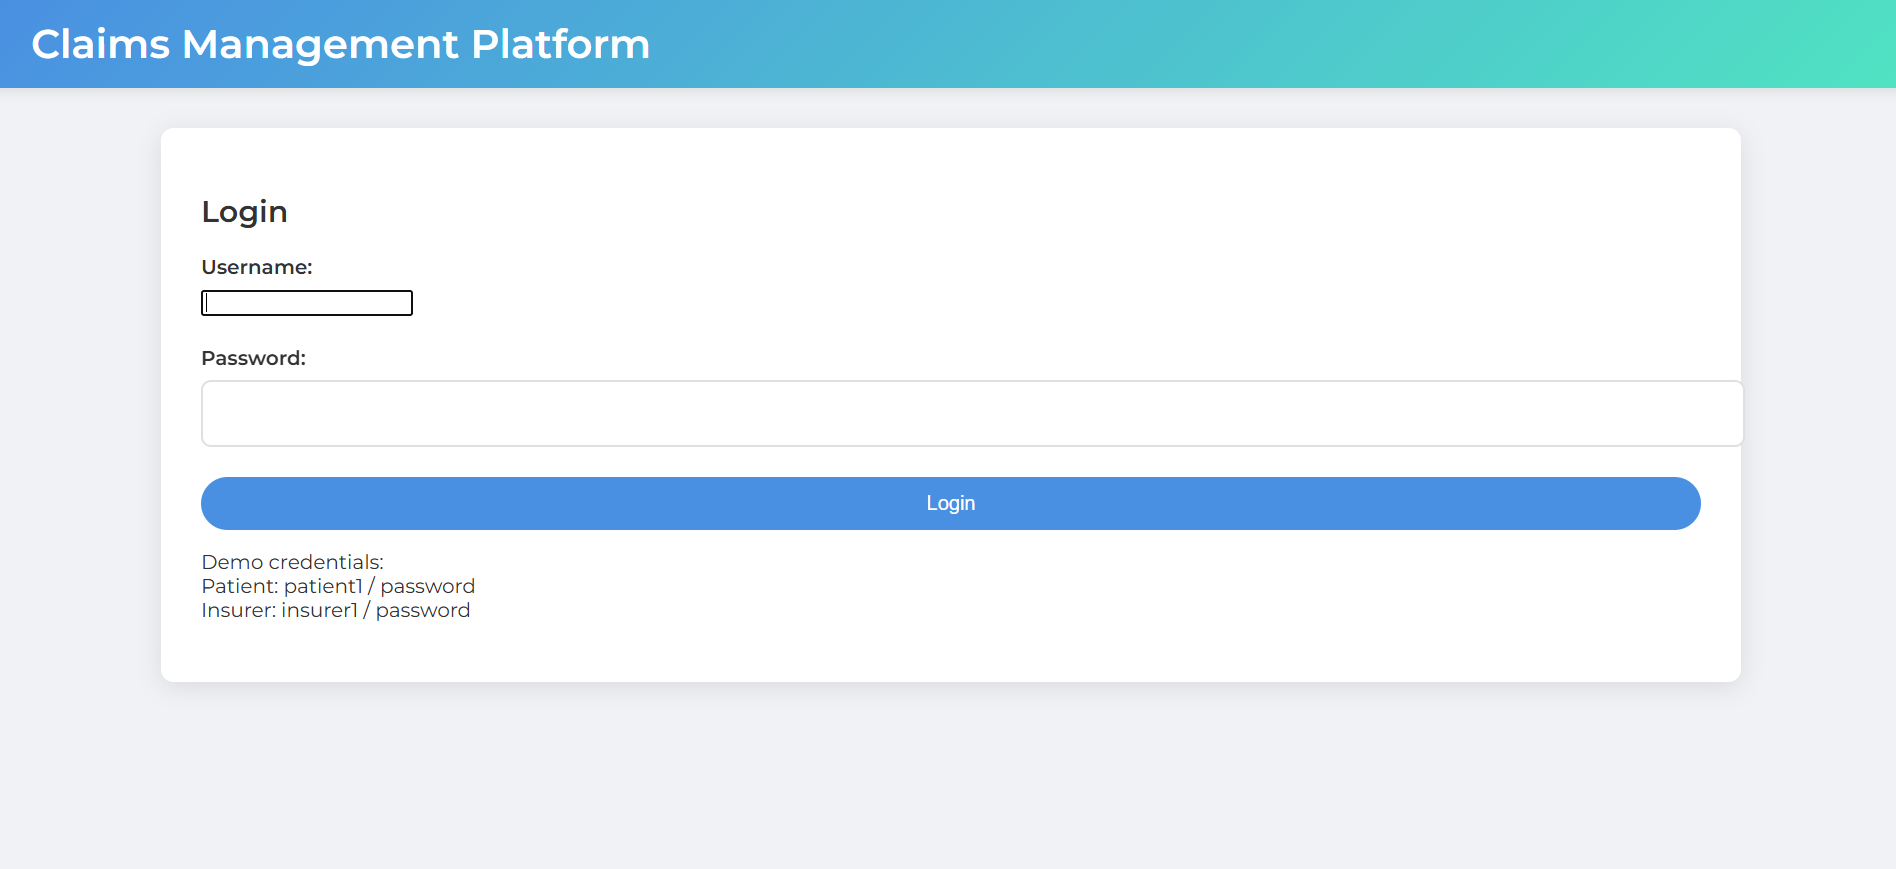 Claims Management Platform
Login
Username:
Password:
Login
Demo credentials:
Patient: patient1 / password
Insurer: insurer1 / password